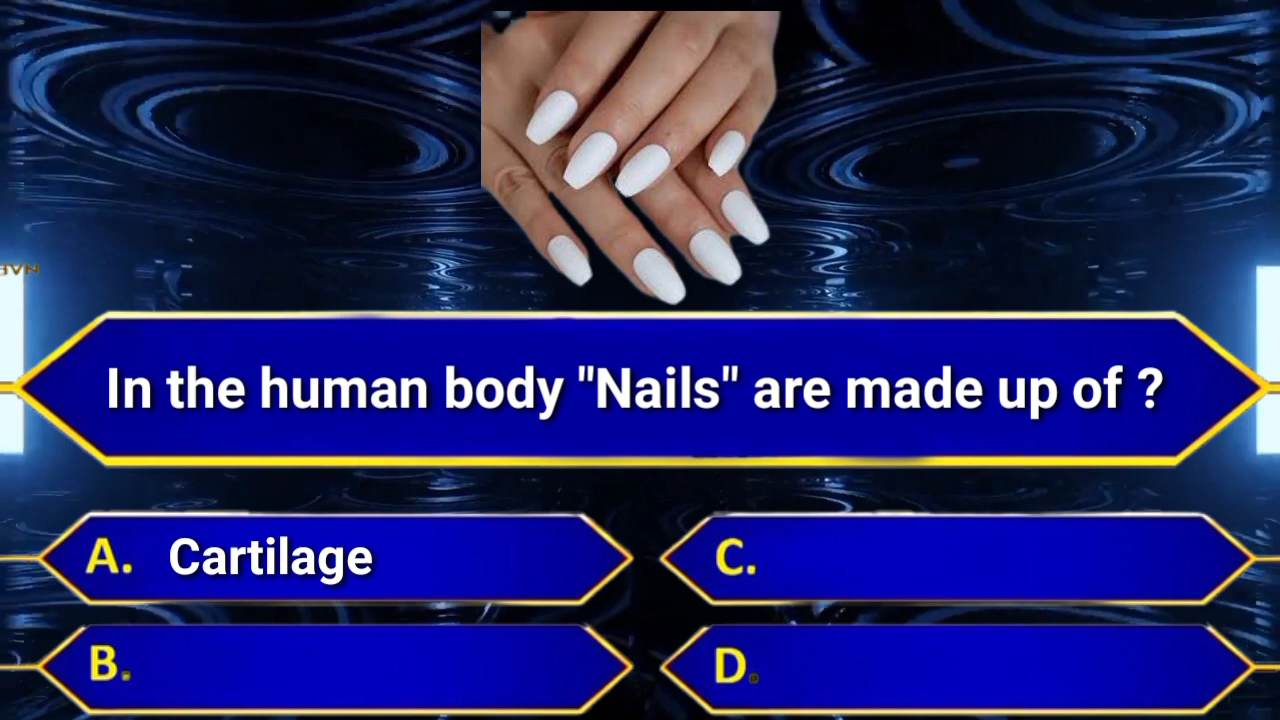 In the human body "Nails" are made up of ?
A. Cartilage
C.
B.
D.